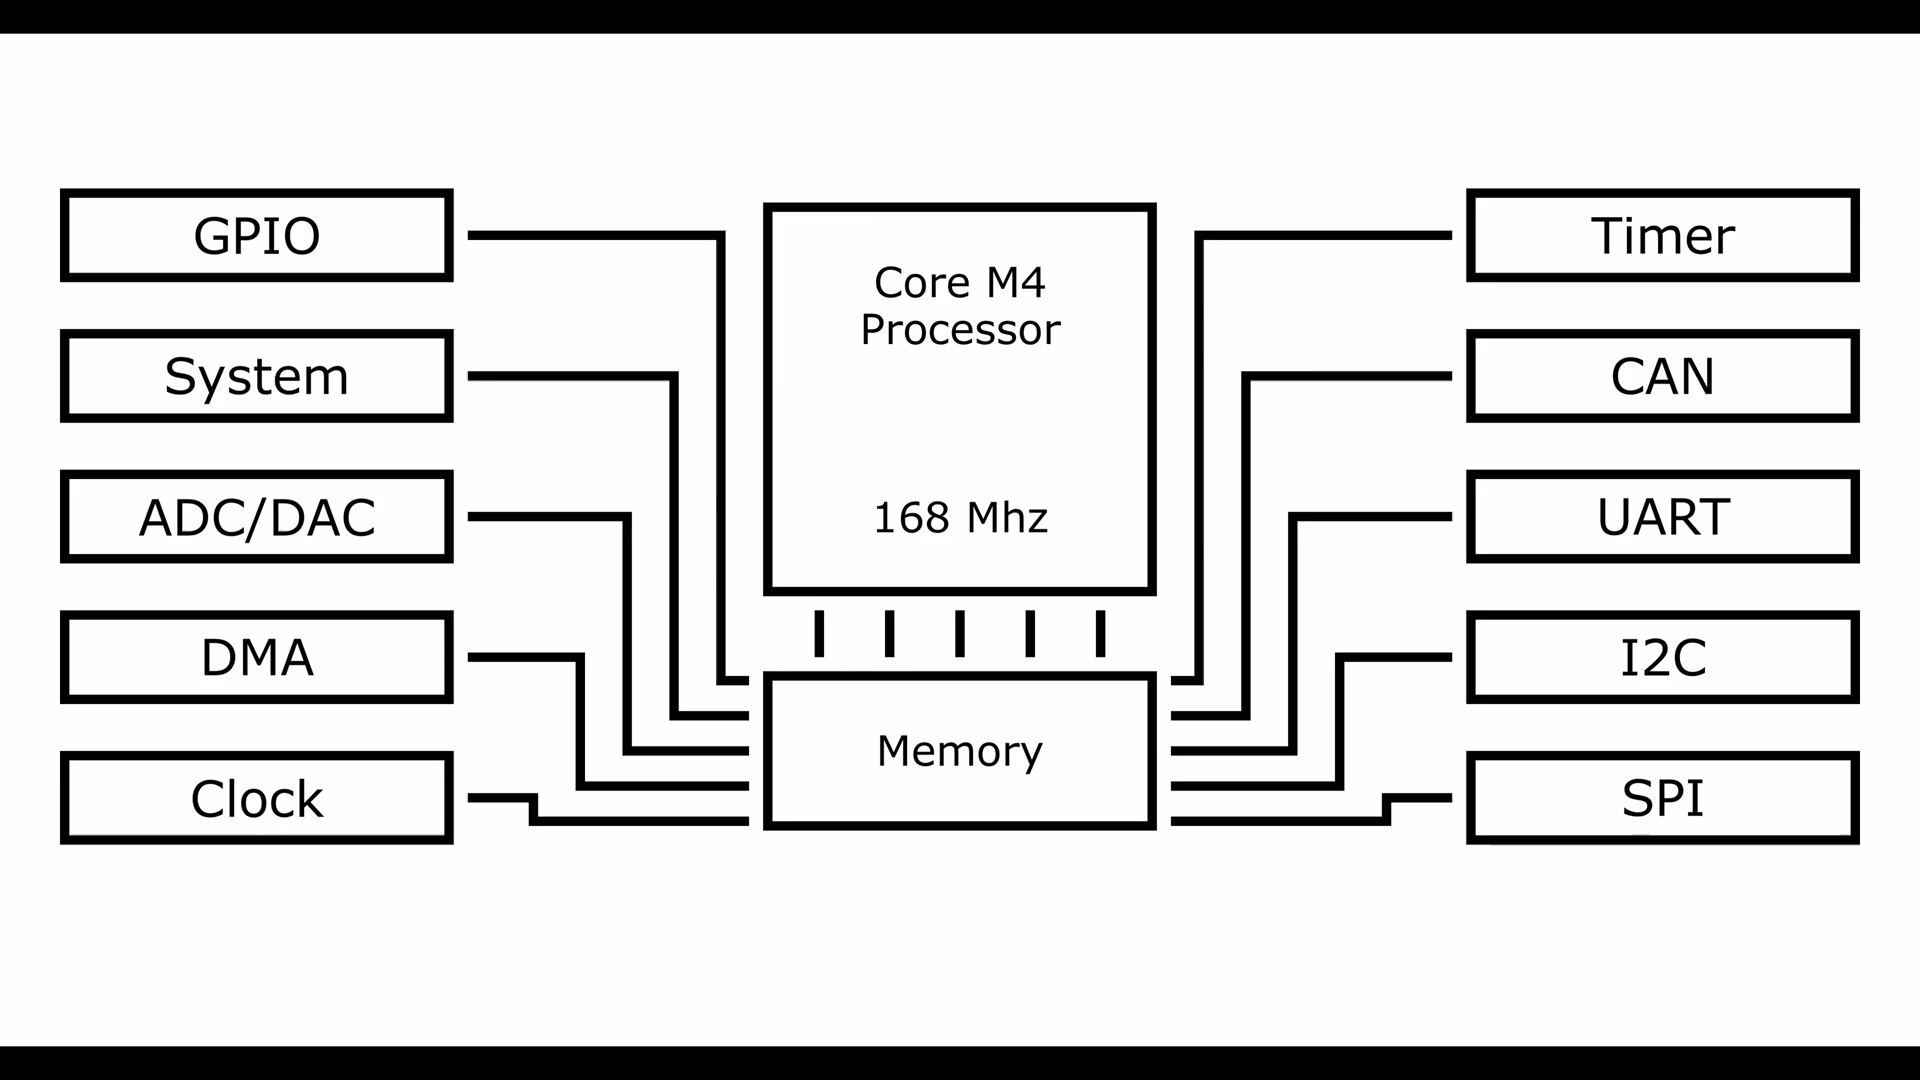 GPIO
System
ADC/DAC
DMA
Clock
Core M4
Processor
168 Mhz
Memory
Timer
CAN
UART
I2C
SPI